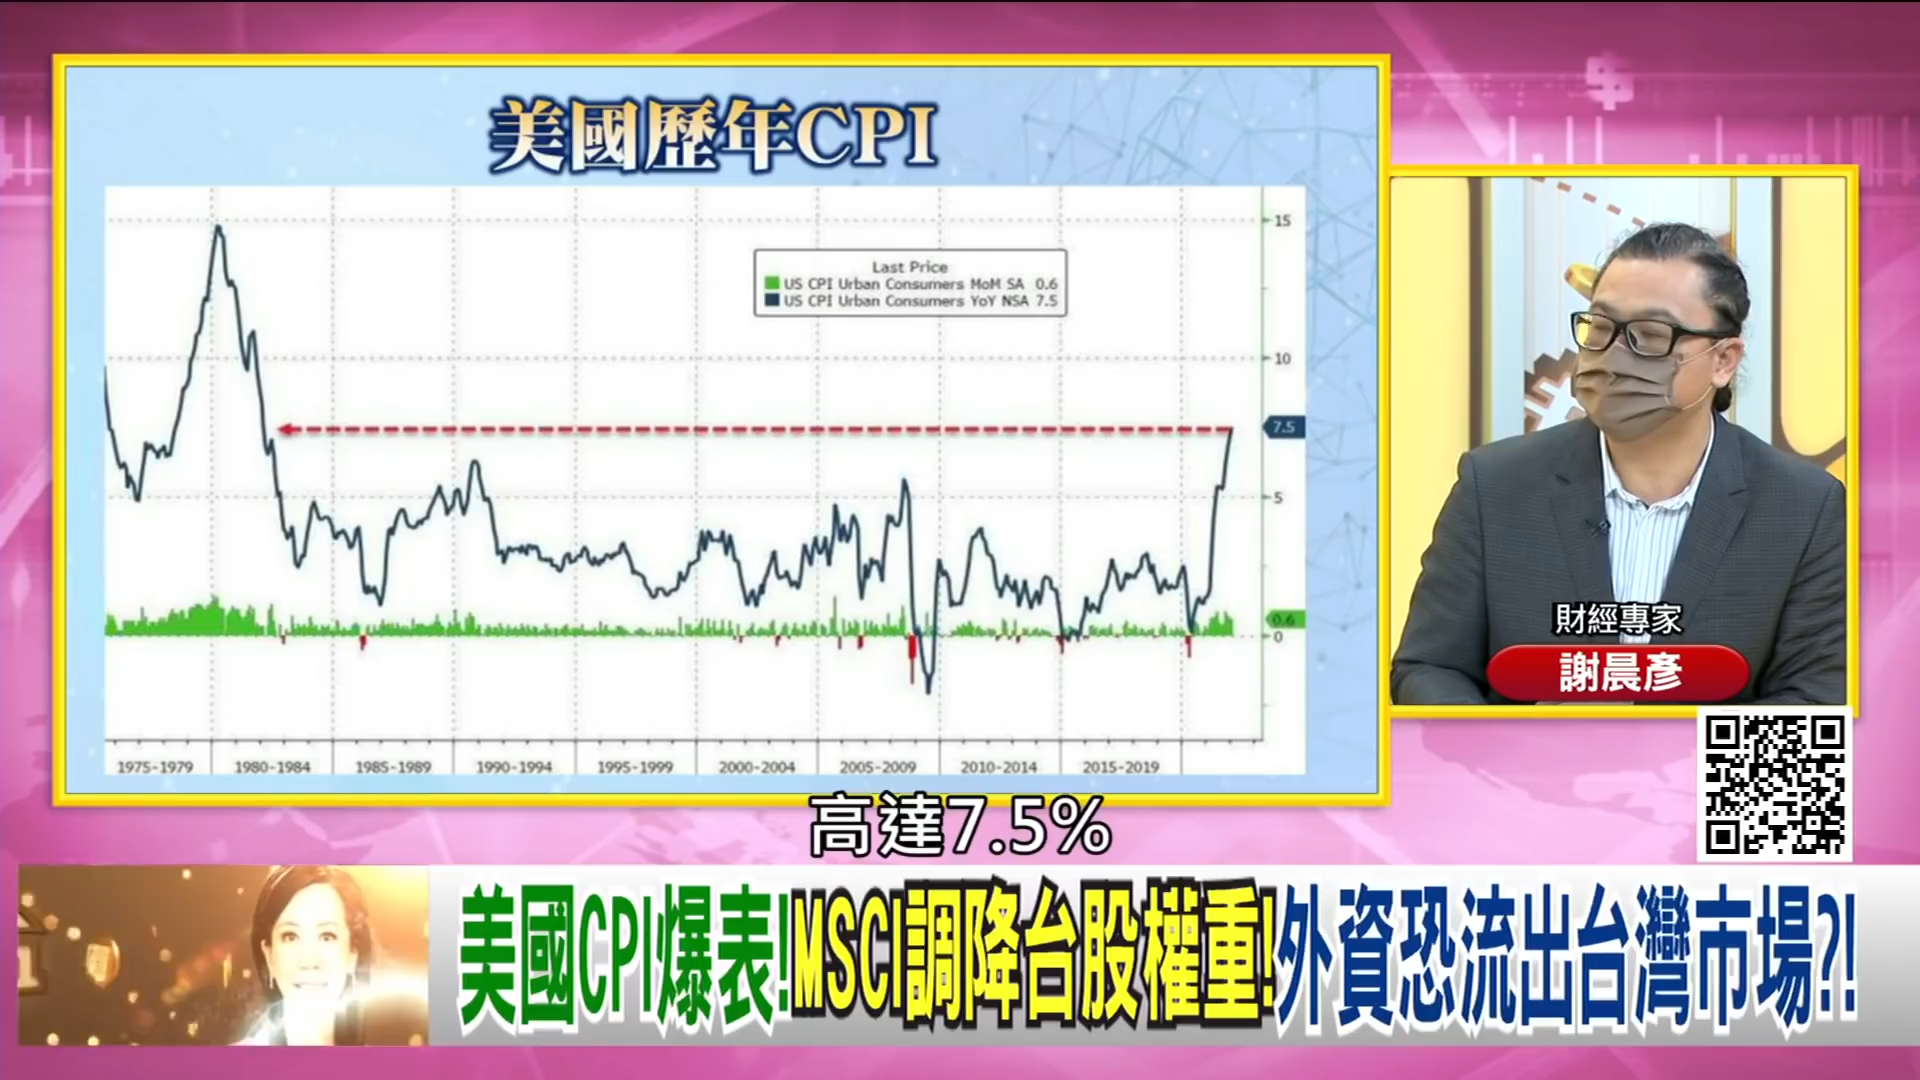 美國歷年CPI
15
Last Price
US CPI Urban Consumers MoM SA 0.6
US CPI Urban Consumers YoY NSA 7.5
10
7.5
5
0.6
0
1975-1979 1980-1984 1985-1989 1990-1994 1995-1999 2000-2004 2005-2009 2010-2014 2015-2019
財經專家
謝晨彥
高達7.5%
美國CPI爆表!MSCI調降台股權重!外資恐流出台灣市場?!